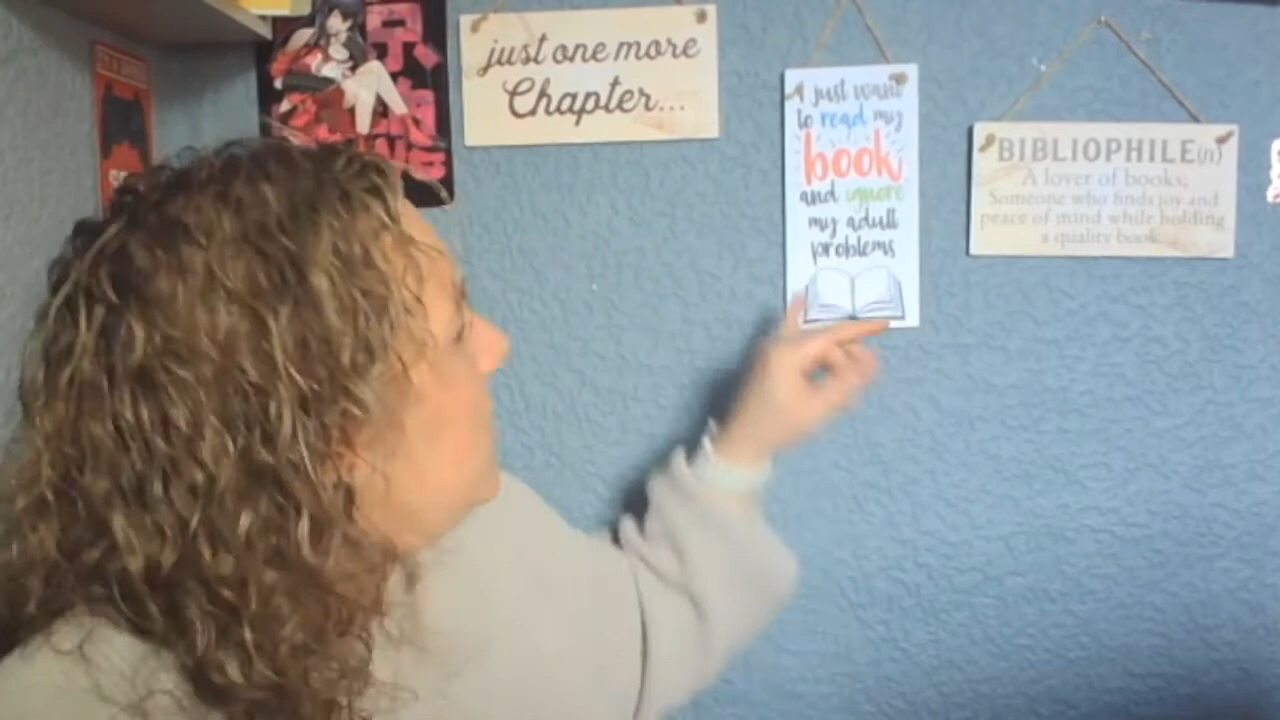 just one more
Chapter...
I just want
to read my
book
and ignore
my adult
problems
BIBLIOPHILE(n)
A lover of books;
Someone who finds joy and
peace of mind while holding
a quality book